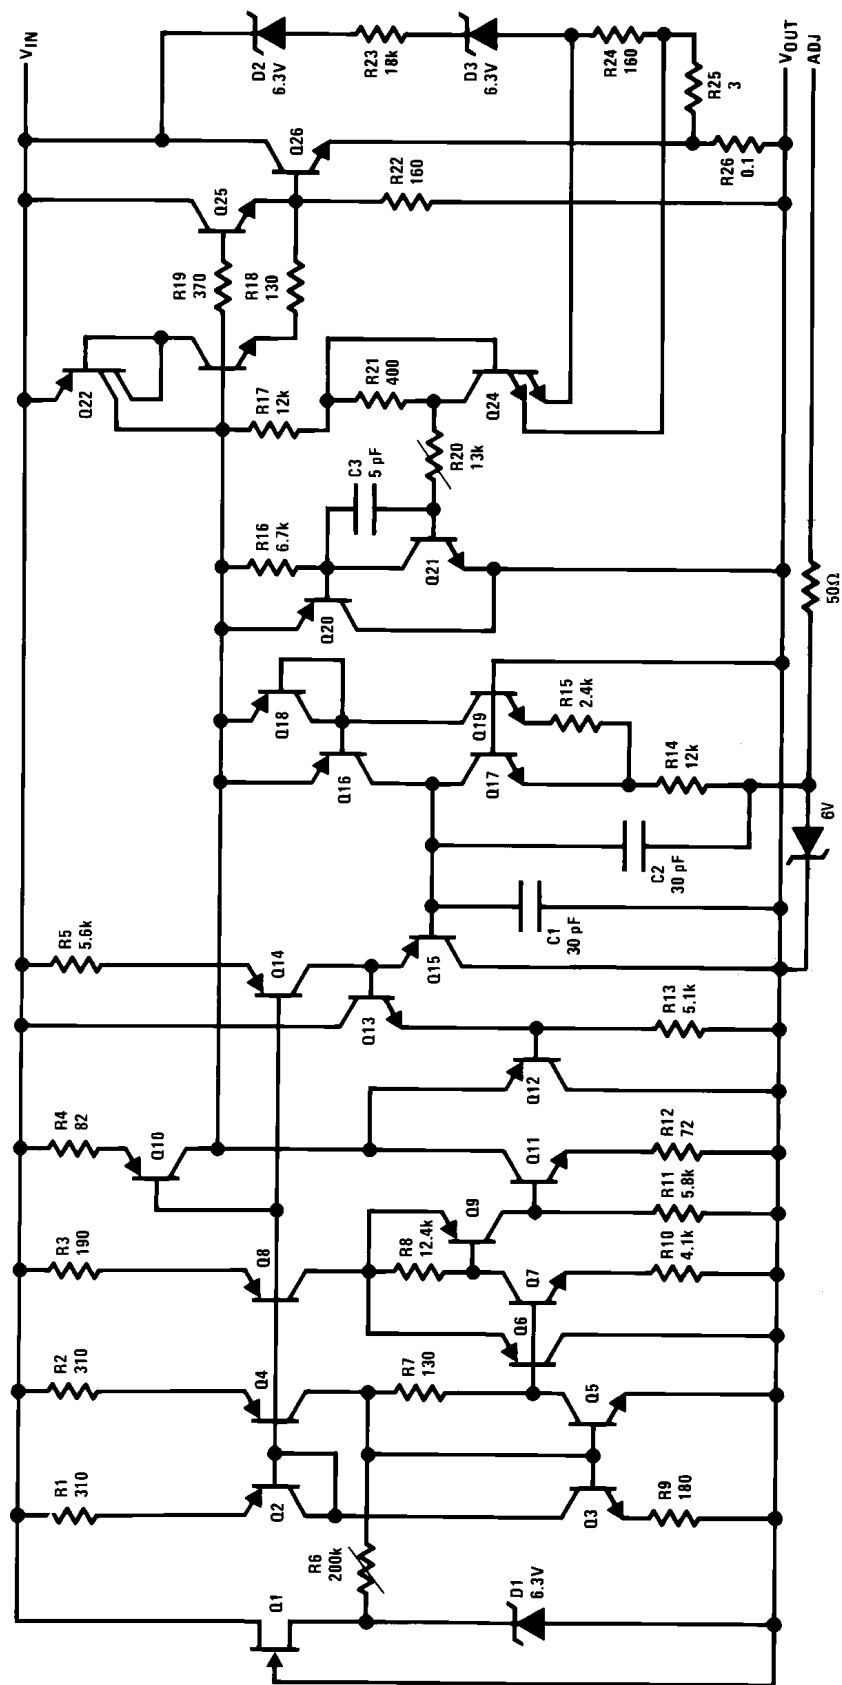 VIN
R1
310
R2
310
R3
190
R4
82
R5
5.6k
D2
6.3V
R23
18k
D3
6.3V
R24
160
R25
3
R26
0.1
VOUT
ADJ
Q1
Q2
Q4
Q8
Q10
Q14
Q22
Q25
Q26
R19
370
R18
130
R22
160
R17
12k
R21
400
Q24
R20
13k
C3
5 pF
R16
6.7k
Q20
Q21
Q18
Q16
Q19
Q17
R15
2.4k
R14
12k
50Ω
6V
C2
30 pF
C1
30 pF
Q15
Q13
R13
5.1k
Q12
Q11
R12
72
R11
5.8k
R10
4.1k
Q9
R8
12.4k
Q7
Q6
R7
130
Q5
Q3
R9
180
R6
200k
D1
6.3V